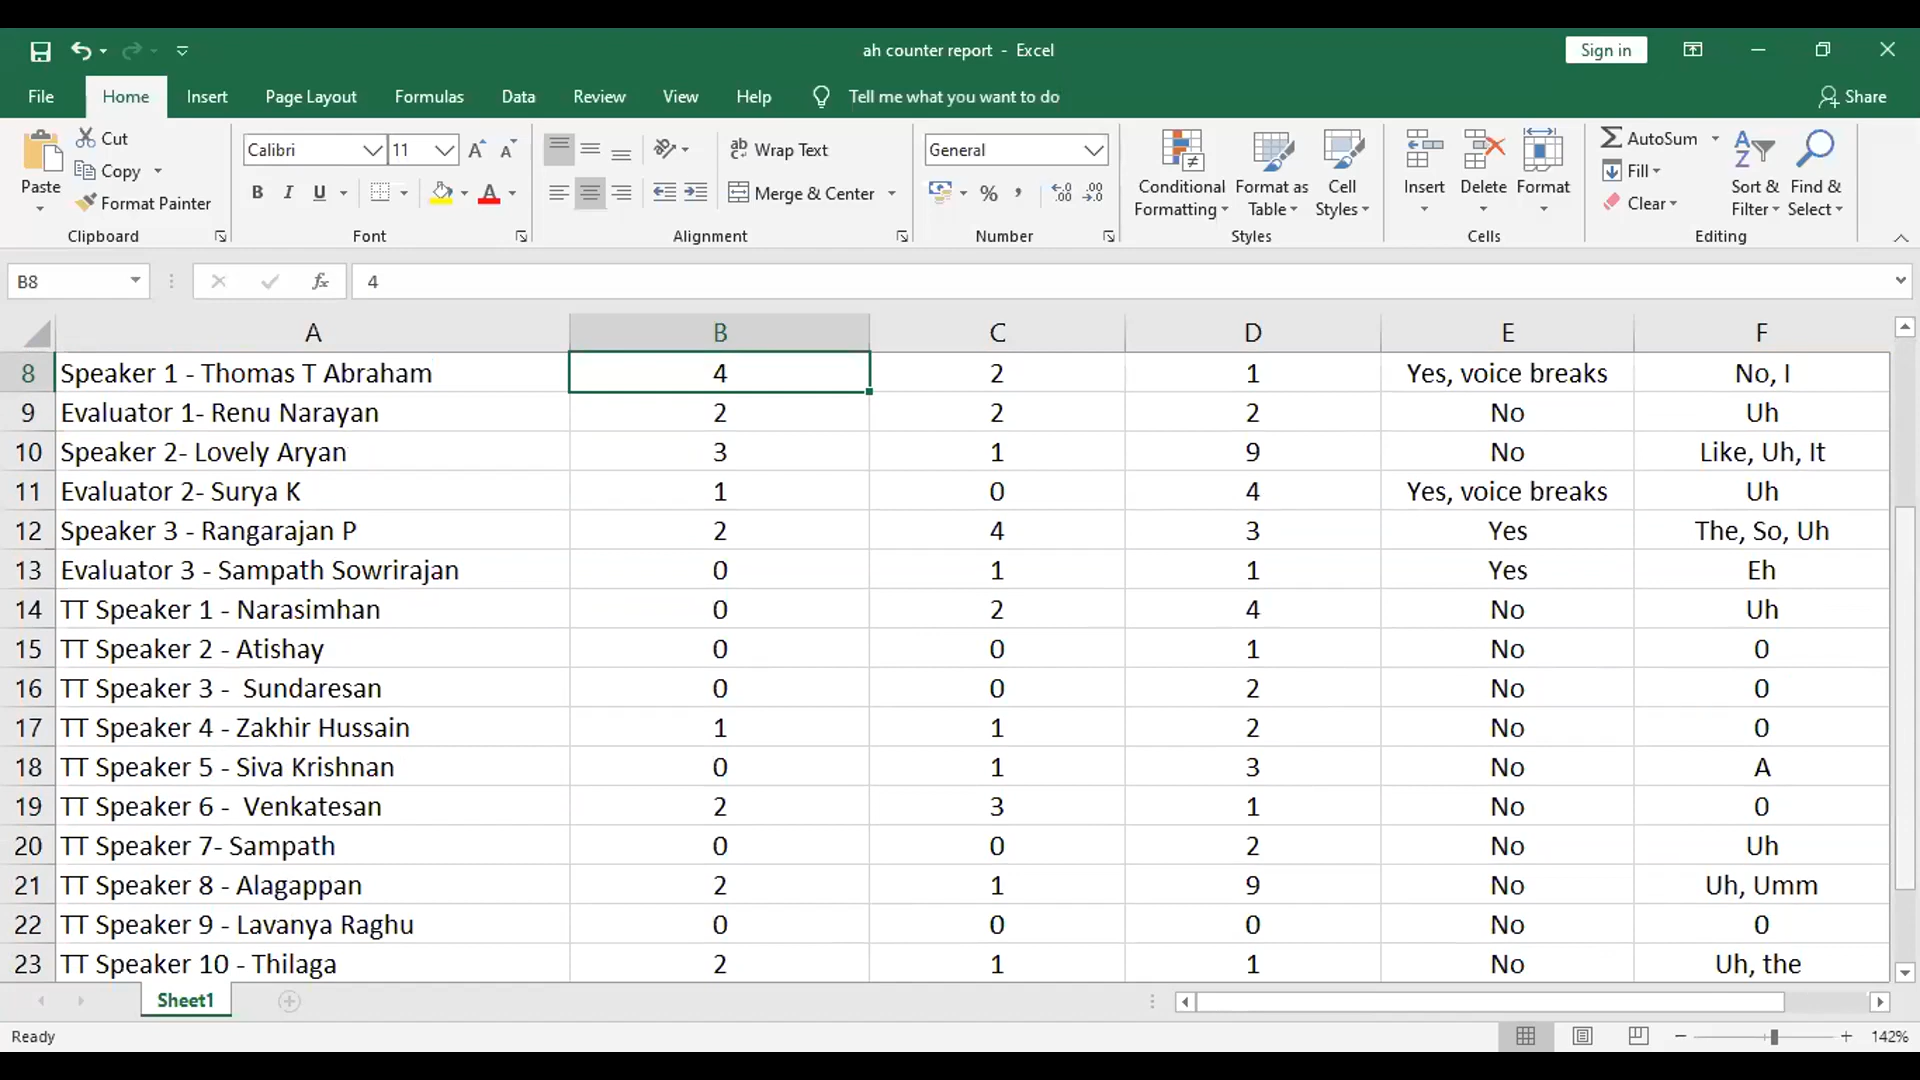 ah counter report - Excel
Sign in
File Home Insert Page Layout Formulas Data Review View Help Tell me what you want to do Share
Paste
Cut
Copy
Format Painter
Clipboard
Calibri 11
B I U A
Font
ab Wrap Text
Merge & Center
Alignment
General
% ,
Number
Conditional Formatting
Format as Table
Cell Styles
Styles
Insert Delete Format
Cells
AutoSum
Fill
Clear
Sort & Filter
Find & Select
Editing
B8 fx 4
A B C D E F
8 Speaker 1 - Thomas T Abraham 4 2 1 Yes, voice breaks No, I
9 Evaluator 1- Renu Narayan 2 2 2 No Uh
10 Speaker 2- Lovely Aryan 3 1 9 No Like, Uh, It
11 Evaluator 2- Surya K 1 0 4 Yes, voice breaks Uh
12 Speaker 3 - Rangarajan P 2 4 3 Yes The, So, Uh
13 Evaluator 3 - Sampath Sowrirajan 0 1 1 Yes Eh
14 TT Speaker 1 - Narasimhan 0 2 4 No Uh
15 TT Speaker 2 - Atishay 0 0 1 No 0
16 TT Speaker 3 -  Sundaresan 0 0 2 No 0
17 TT Speaker 4 - Zakhir Hussain 1 1 2 No 0
18 TT Speaker 5 - Siva Krishnan 0 1 3 No A
19 TT Speaker 6 -  Venkatesan 2 3 1 No 0
20 TT Speaker 7- Sampath 0 0 2 No Uh
21 TT Speaker 8 - Alagappan 2 1 9 No Uh, Umm
22 TT Speaker 9 - Lavanya Raghu 0 0 0 No 0
23 TT Speaker 10 - Thilaga 2 1 1 No Uh, the
Sheet1
Ready 142%